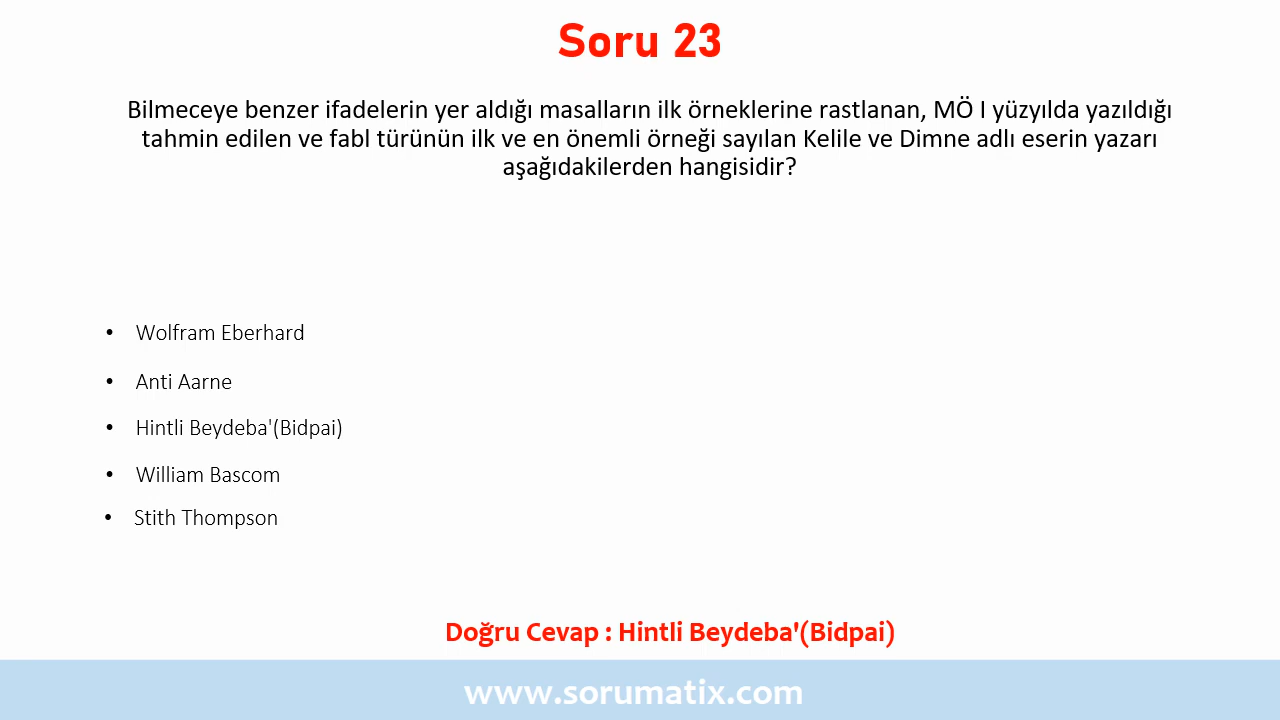 Soru 23
Bilmeceye benzer ifadelerin yer aldığı masalların ilk örneklerine rastlanan, MÖ I yüzyılda yazıldığı
tahmin edilen ve fabl türünün ilk ve en önemli örneği sayılan Kelile ve Dimne adlı eserin yazarı
aşağıdakilerden hangisidir?
• Wolfram Eberhard
• Anti Aarne
• Hintli Beydeba'(Bidpai)
• William Bascom
• Stith Thompson
Doğru Cevap : Hintli Beydeba'(Bidpai)
www.sorumatix.com